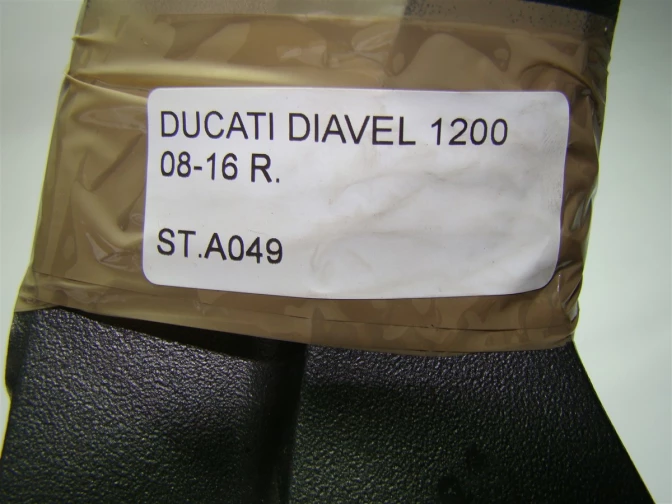 DUCATI DIAVEL 1200
08-16 R.
ST.A049